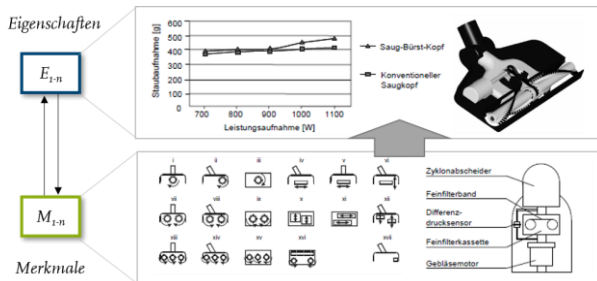 Eigenschaften
E1-n
M1-n
Merkmale
Staubaufnahme [g]
600
500
400
300
200
100
0
700 800 900 1000 1100
Leistungsaufnahme [W]
Saug-Bürst-Kopf
Konventioneller
Saugkopf
i ii iii iv v vi
vii viii ix x xi xii
xiii xiv xv xvi xvii
Zyklonabscheider
Feinfilterband
Differenz-
drucksensor
Feinfilterkassette
Gebläsemotor